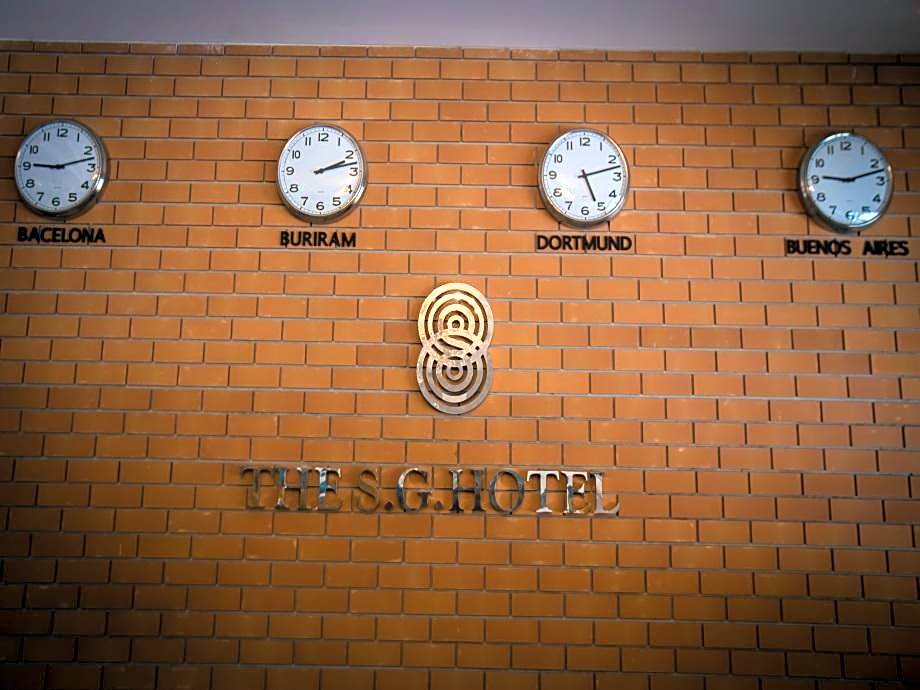 BACELONA
BURIRAM
DORTMUND
BUENOS AIRES
THE S.G.HOTEL